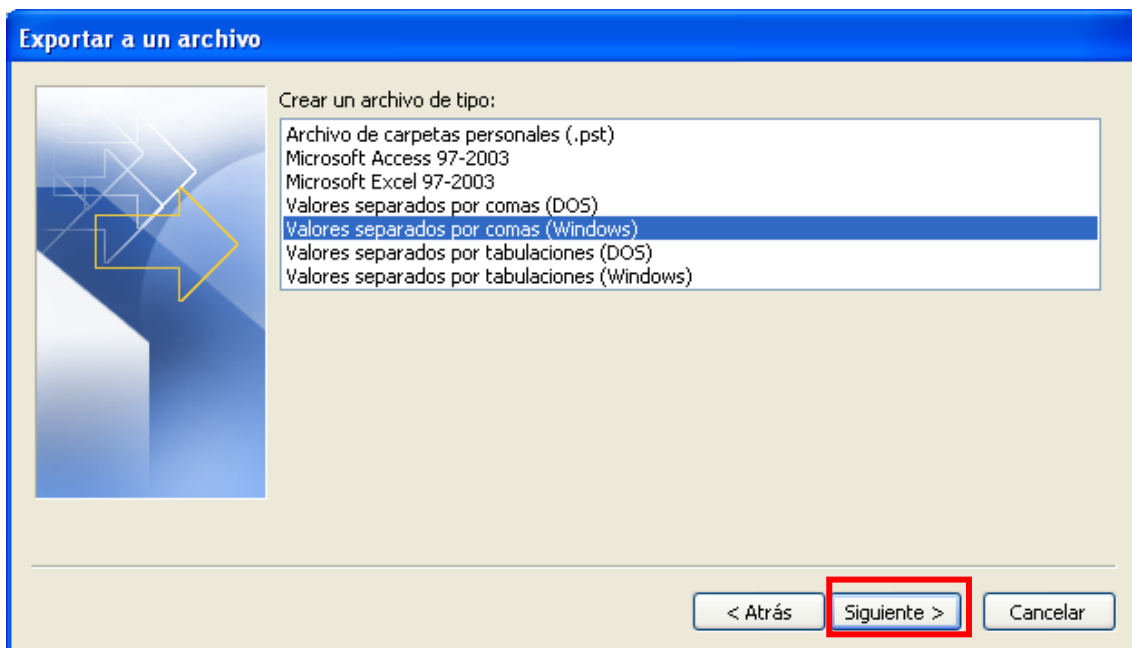 Exportar a un archivo
Crear un archivo de tipo:
Archivo de carpetas personales (.pst)
Microsoft Access 97-2003
Microsoft Excel 97-2003
Valores separados por comas (DOS)
Valores separados por comas (Windows)
Valores separados por tabulaciones (DOS)
Valores separados por tabulaciones (Windows)
< Atrás Siguiente > Cancelar